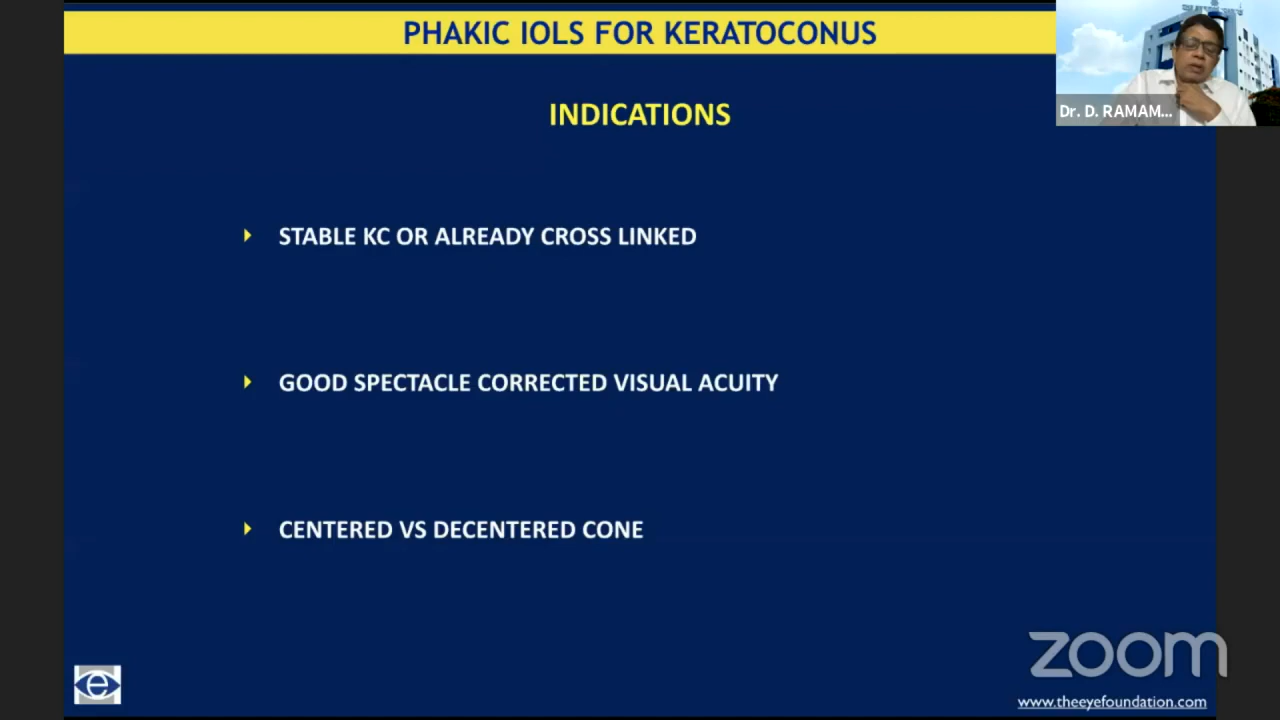 PHAKIC IOLS FOR KERATOCONUS
Dr. D. RAMAM...
INDICATIONS
STABLE KC OR ALREADY CROSS LINKED
GOOD SPECTACLE CORRECTED VISUAL ACUITY
CENTERED VS DECENTERED CONE
e
zoom
www.theeyefoundation.com